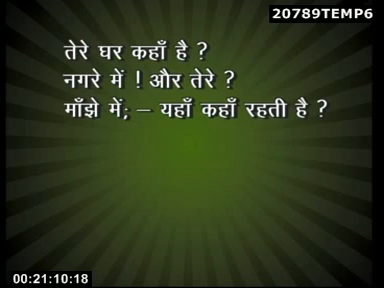 20789TEMP6
तेरे घर कहाँ है ?
नगरे में ! और तेरे ?
माँझे में; – यहाँ कहाँ रहती है ?
00:21:10:18